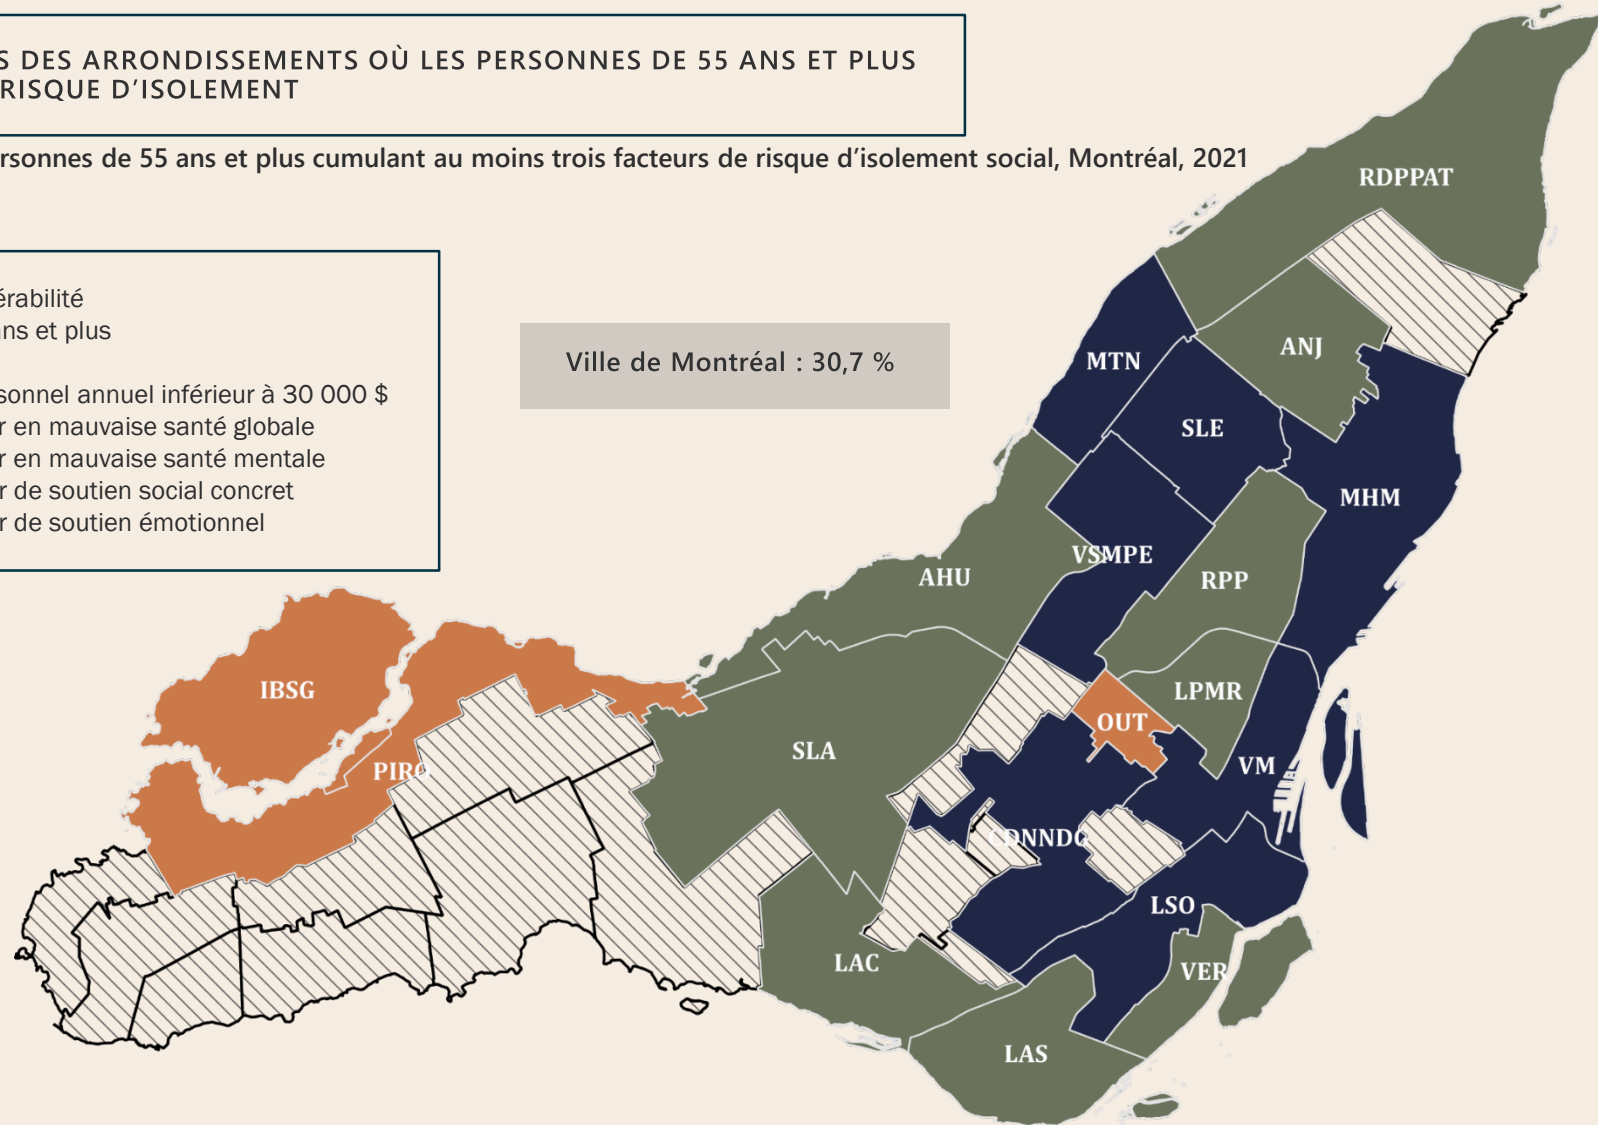 S DES ARRONDISSEMENTS OÙ LES PERSONNES DE 55 ANS ET PLUS
RISQUE D'ISOLEMENT
rsonnes de 55 ans et plus cumulant au moins trois facteurs de risque d'isolement social, Montréal, 2021
érabilité
ans et plus
sonnel annuel inférieur à 30 000 $
r en mauvaise santé globale
r en mauvaise santé mentale
r de soutien social concret
r de soutien émotionnel
Ville de Montréal : 30,7 %
RDPPAT
ANJ
MTN
SLE
MHM
VSMPE
AHU
RPP
IBSG
LPMR
OUT
SLA
VM
PIRO
CDNNDG
LSO
LAC
VER
LAS